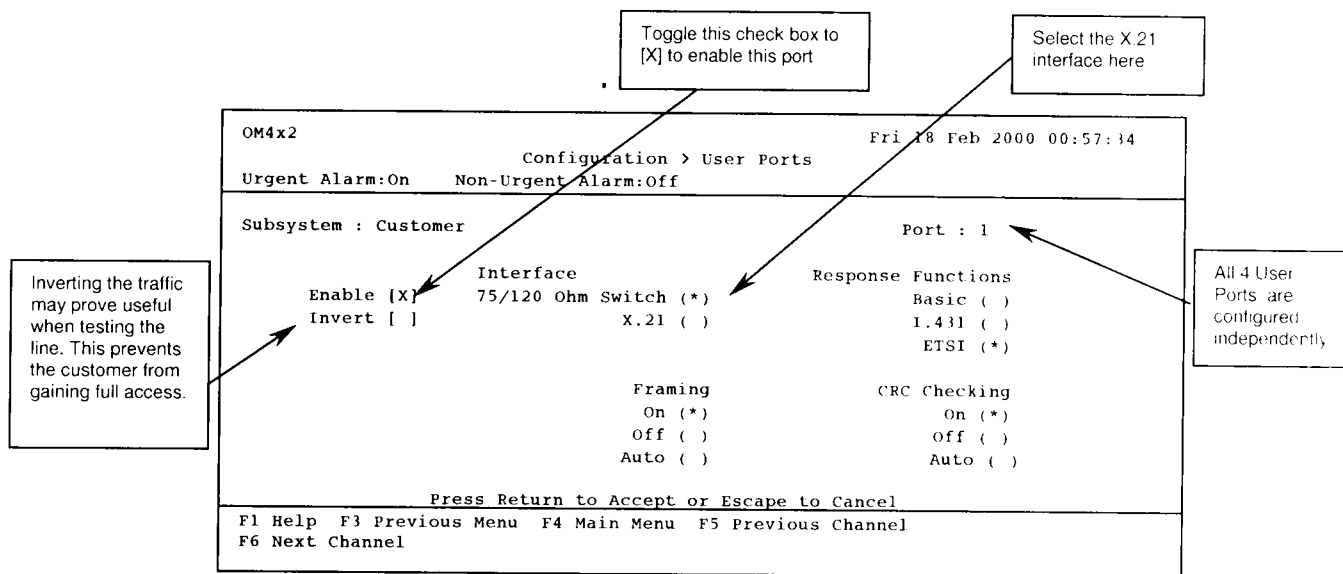 Toggle this check box to
[X] to enable this port
Select the X.21
interface here
OM4x2
Fri 18 Feb 2000 00:57:34
Configuration > User Ports
Urgent Alarm:On Non-Urgent Alarm:Off
Subsystem : Customer
Port : 1
Inverting the traffic
may prove useful
when testing the
line. This prevents
the customer from
gaining full access.
Enable [X]
Invert [ ]
Interface
75/120 Ohm Switch (*)
X.21 ( )
Response Functions
Basic ( )
I.431 ( )
ETSI (*)
All 4 User
Ports are
configured
independently
Framing
On (*)
Off ( )
Auto ( )
CRC Checking
On (*)
Off ( )
Auto ( )
Press Return to Accept or Escape to Cancel
F1 Help F3 Previous Menu F4 Main Menu F5 Previous Channel
F6 Next Channel